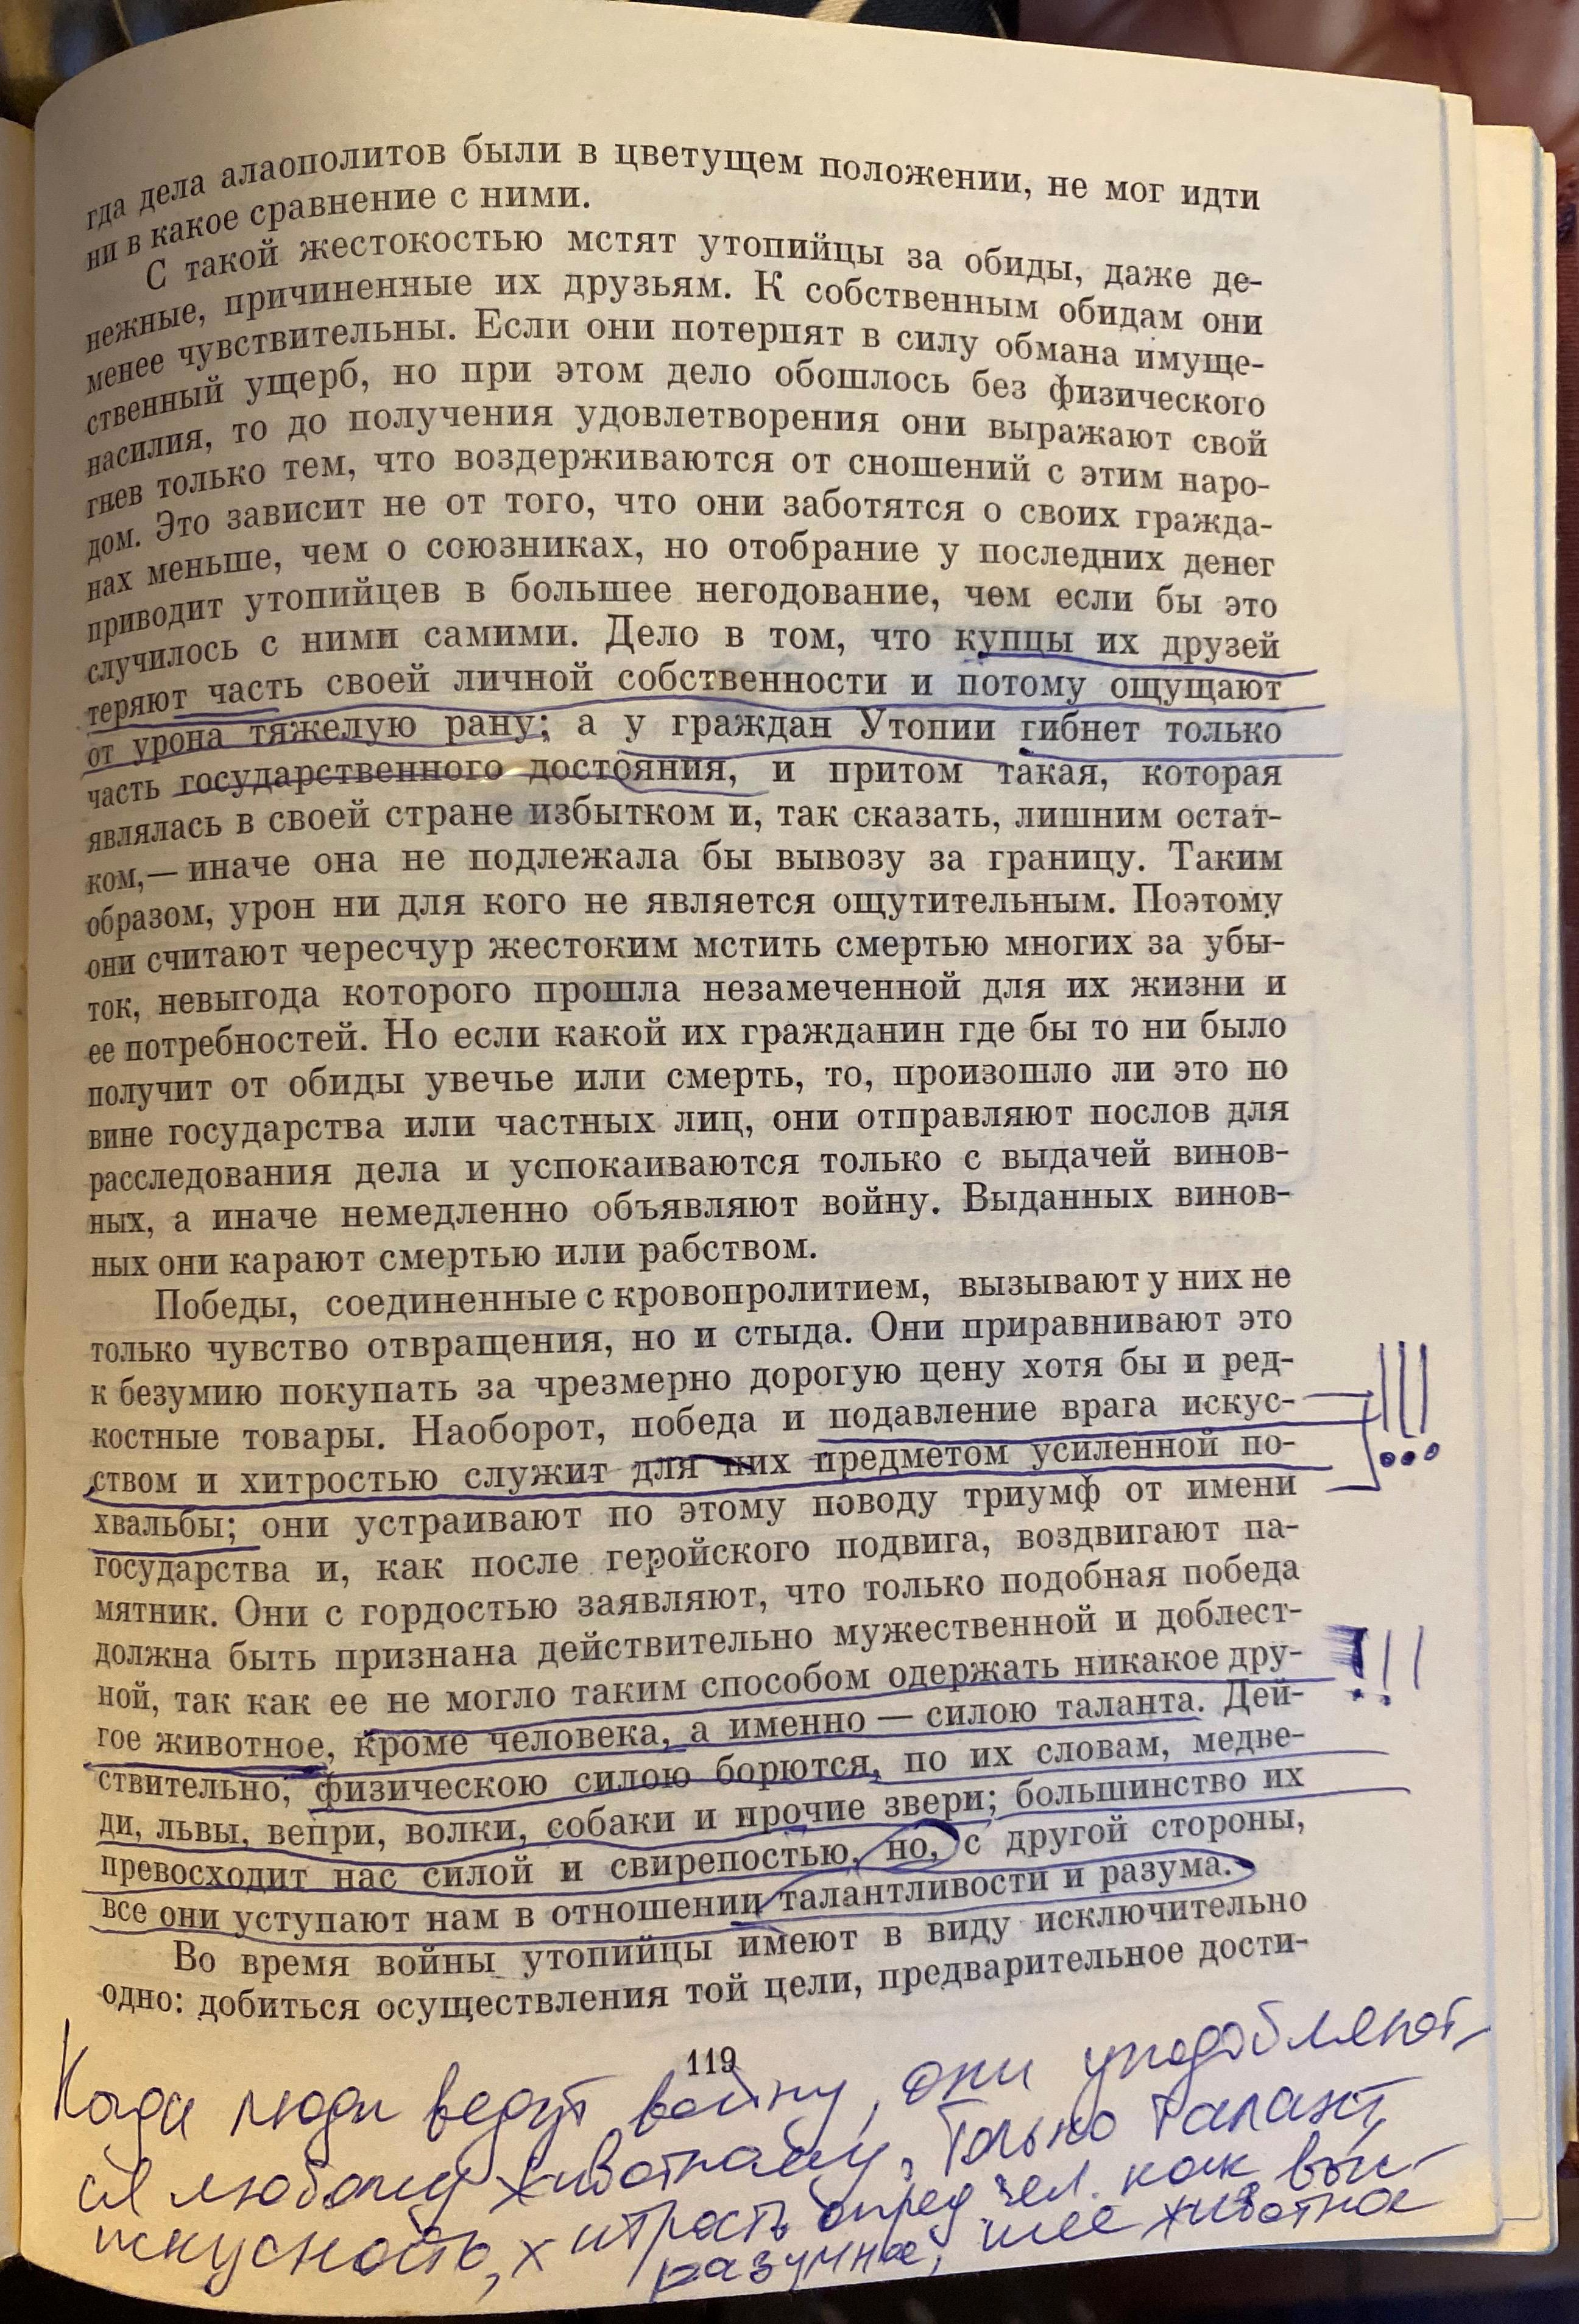 гда дела алаополитов были в цветущем положении, не мог идти
ни в какое сравнение с ними.
С такой жестокостью мстят утопийцы за обиды, даже де-
нежные, причиненные их друзьям. К собственным обидам они
менее чувствительны. Если они потерпят в силу обмана имуще-
ственный ущерб, но при этом дело обошлось без физического
насилия, то до получения удовлетворения они выражают свой
гнев только тем, что воздерживаются от сношений с этим наро-
дом. Это зависит не от того, что они заботятся о своих гражда-
нах меньше, чем о союзниках, но отобрание у последних денег
приводит утопийцев в большее негодование, чем если бы это
случилось с ними самими. Дело в том, что купцы их друзей
теряют часть своей личной собственности и потому ощущают
от урона тяжелую рану; а у граждан Утопии гибнет только
часть государственного достояния, и притом такая, которая
являлась в своей стране избытком и, так сказать, лишним остат-
ком,— иначе она не подлежала бы вывозу за границу. Таким
образом, урон ни для кого не является ощутительным. Поэтому
они считают чересчур жестоким мстить смертью многих за убы-
ток, невыгода которого прошла незамеченной для их жизни и
ее потребностей. Но если какой их гражданин где бы то ни было
получит от обиды увечье или смерть, то, произошло ли это по
вине государства или частных лиц, они отправляют послов для
расследования дела и успокаиваются только с выдачей винов-
ных, а иначе немедленно объявляют войну. Выданных винов-
ных они карают смертью или рабством.
Победы, соединенные с кровопролитием, вызывают у них не
только чувство отвращения, но и стыда. Они приравнивают это
к безумию покупать за чрезмерно дорогую цену хотя бы и ред-
костные товары. Наоборот, победа и подавление врага искус-
ством и хитростью служит для них предметом усиленной по-
хвальбы; они устраивают по этому поводу триумф от имени
государства и, как после геройского подвига, воздвигают па-
мятник. Они с гордостью заявляют, что только подобная победа
должна быть признана действительно мужественной и доблест-
ной, так как ее не могло таким способом одержать никакое дру-
гое животное, кроме человека, а именно — силою таланта. Дей-
ствительно, физическою силою борются, по их словам, медве-
ди, львы, вепри, волки, собаки и прочие звери; большинство их
превосходит нас силой и свирепостью, но, с другой стороны,
все они уступают нам в отношении талантливости и разума.
Во время войны утопийцы имеют в виду исключительно
одно: добиться осуществления той цели, предварительное дости-
!!!
!!!
119
Когда люди ведут войну, они уподобляют-
ся любому животному. Только талант,
искусность, хитрость опред. чел. как выс-
шее животное
разумное,